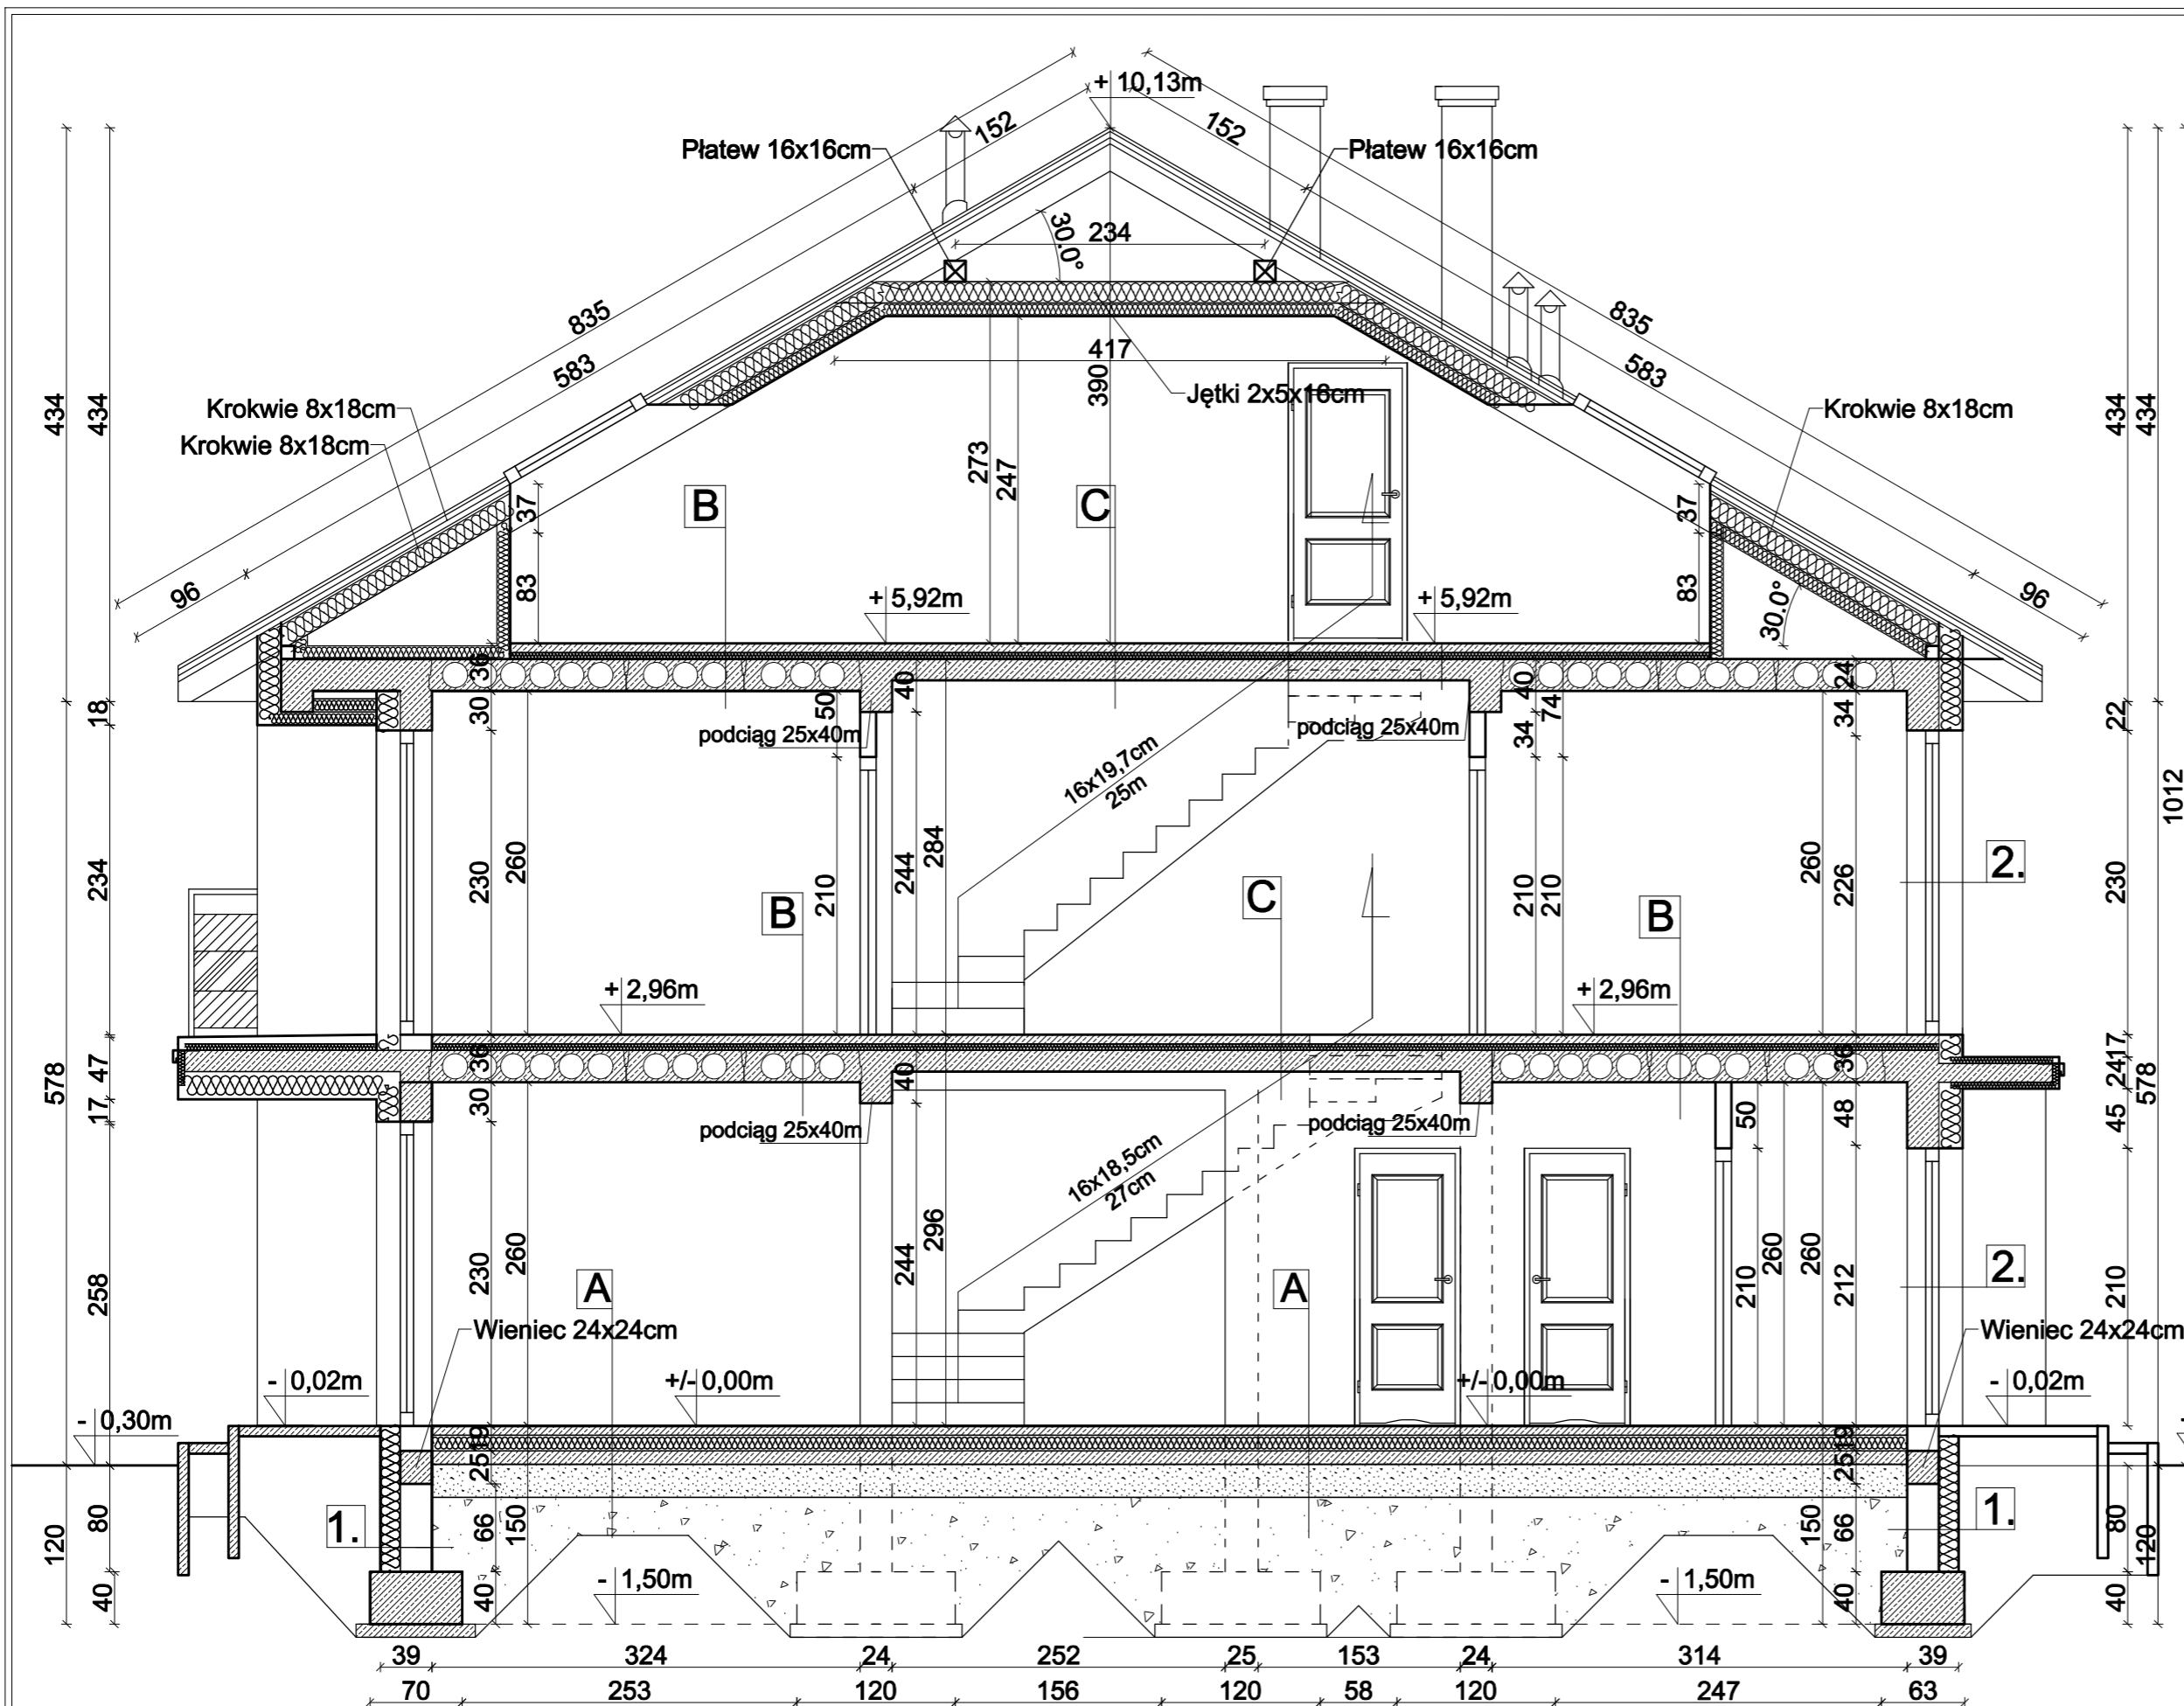 + 10,13m
152
152
Płatew 16x16cm
Płatew 16x16cm
30.0°
234
835
835
583
583
417
390
Jętki 2x5x16cm
Krokwie 8x18cm
Krokwie 8x18cm
Krokwie 8x18cm
434
434
434
434
273
247
B
C
37
37
83
83
96
96
+ 5,92m
+ 5,92m
30.0°
36
40
40
24
18
30
50
34
74
34
22
podciąg 25x40m
podciąg 25x40m
16x19,7cm
25m
1012
234
230
260
210
244
284
210
210
260
226
230
B
C
B
2.
+ 2,96m
+ 2,96m
578
47
36
40
36
2417
578
17
30
50
48
45
podciąg 25x40m
podciąg 25x40m
16x18,5cm
27cm
258
230
260
244
296
210
260
260
212
210
A
A
2.
Wieniec 24x24cm
Wieniec 24x24cm
- 0,02m
+/- 0,00m
+/- 0,00m
- 0,02m
- 0,30m
2519
2519
1.
1.
120
80
66
150
150
66
80
120
40
40
- 1,50m
- 1,50m
40
40
39
324
24
252
25
153
24
314
39
70
253
120
156
120
58
120
247
63